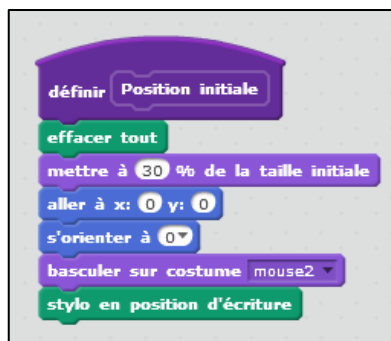 définir Position initiale
effacer tout
mettre à 30 % de la taille initiale
aller à x: 0 y: 0
s'orienter à 0
basculer sur costume mouse2
stylo en position d'écriture